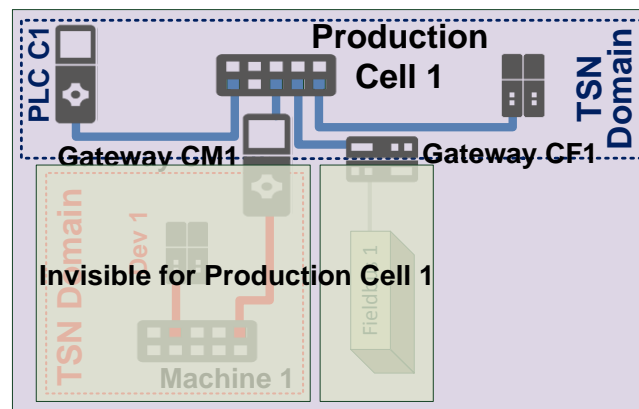 PLC C1
Production
Cell 1
TSN
Domain
Gateway CM1
Gateway CF1
TSN Domain
Dev 1
Invisible for Production Cell 1
Fieldbus 1
Machine 1